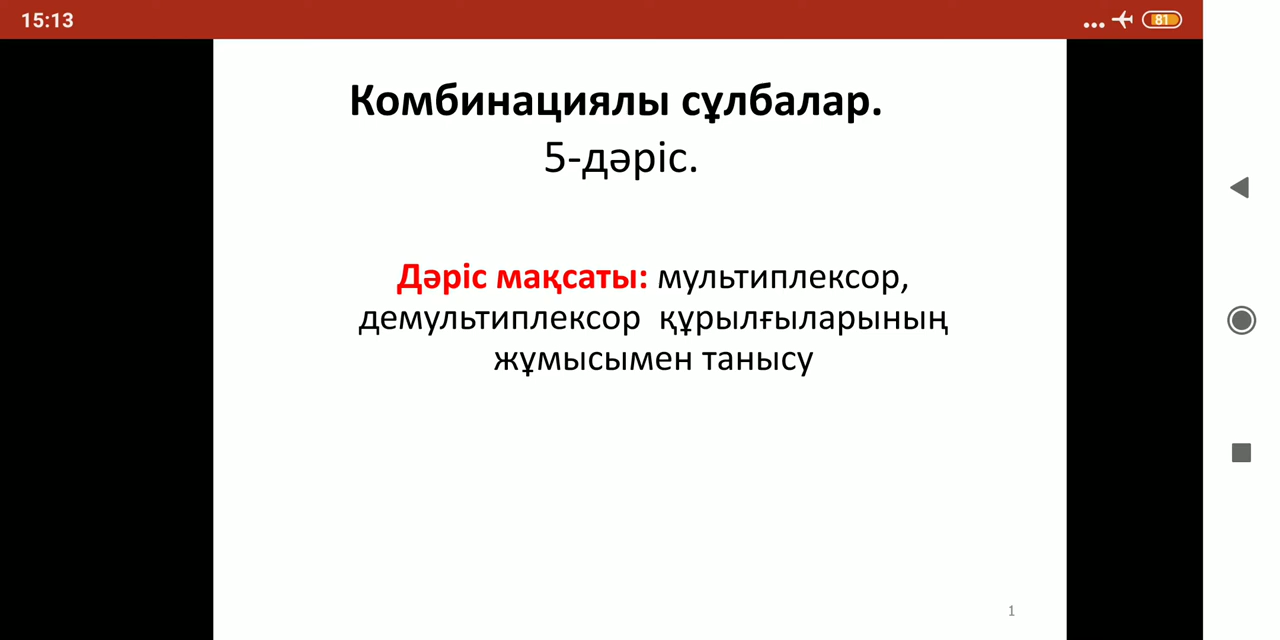 15:13
81
Комбинациялы сұлбалар.
5-дәріс.
Дәріс мақсаты: мультиплексор,
демультиплексор құрылғыларының
жұмысымен танысу
1